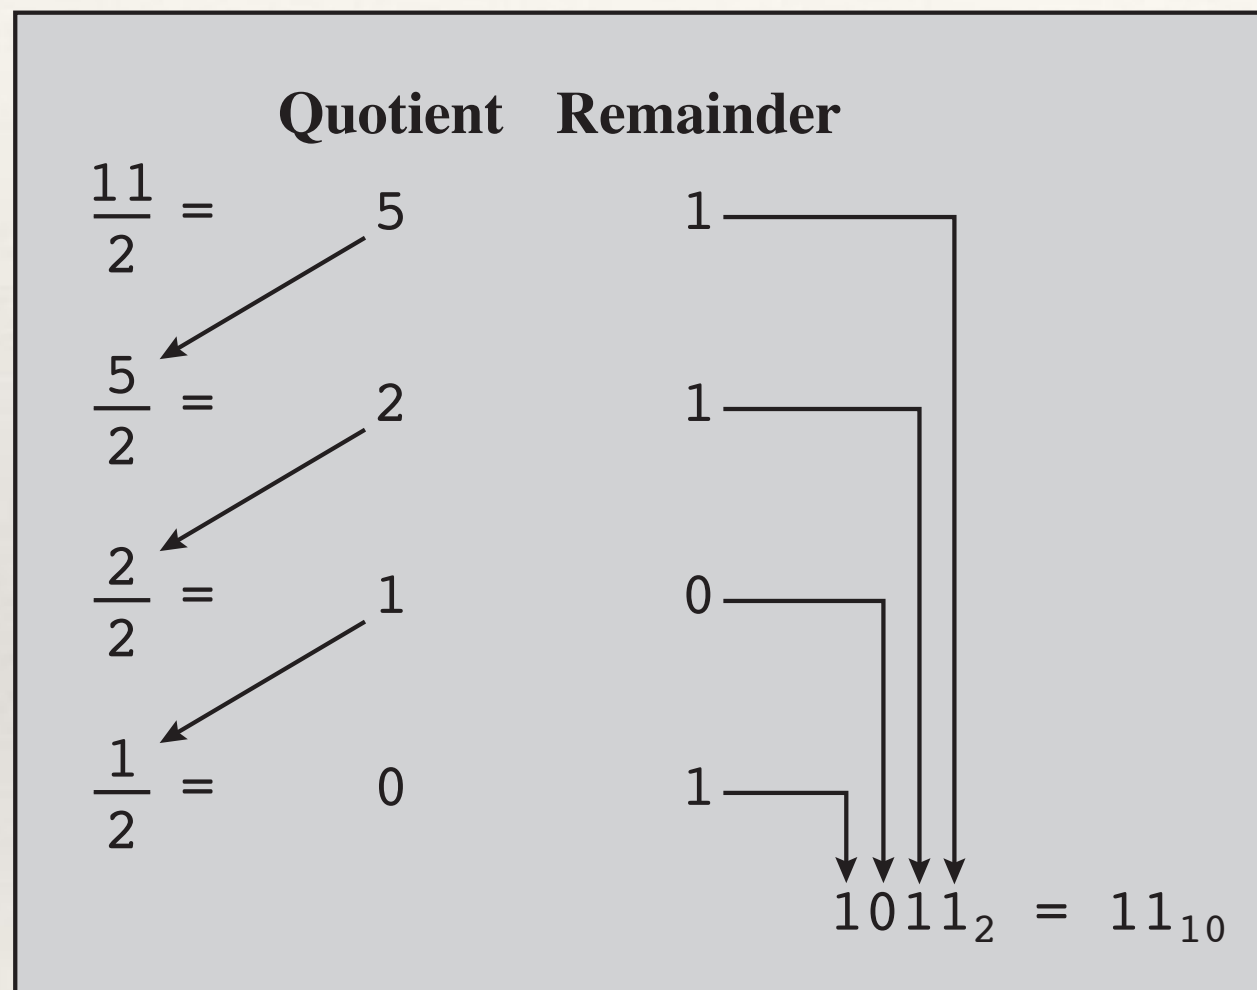 Quotient Remainder
11/2 = 5 1
5/2 = 2 1
2/2 = 1 0
1/2 = 0 1
1011₂ = 11₁₀